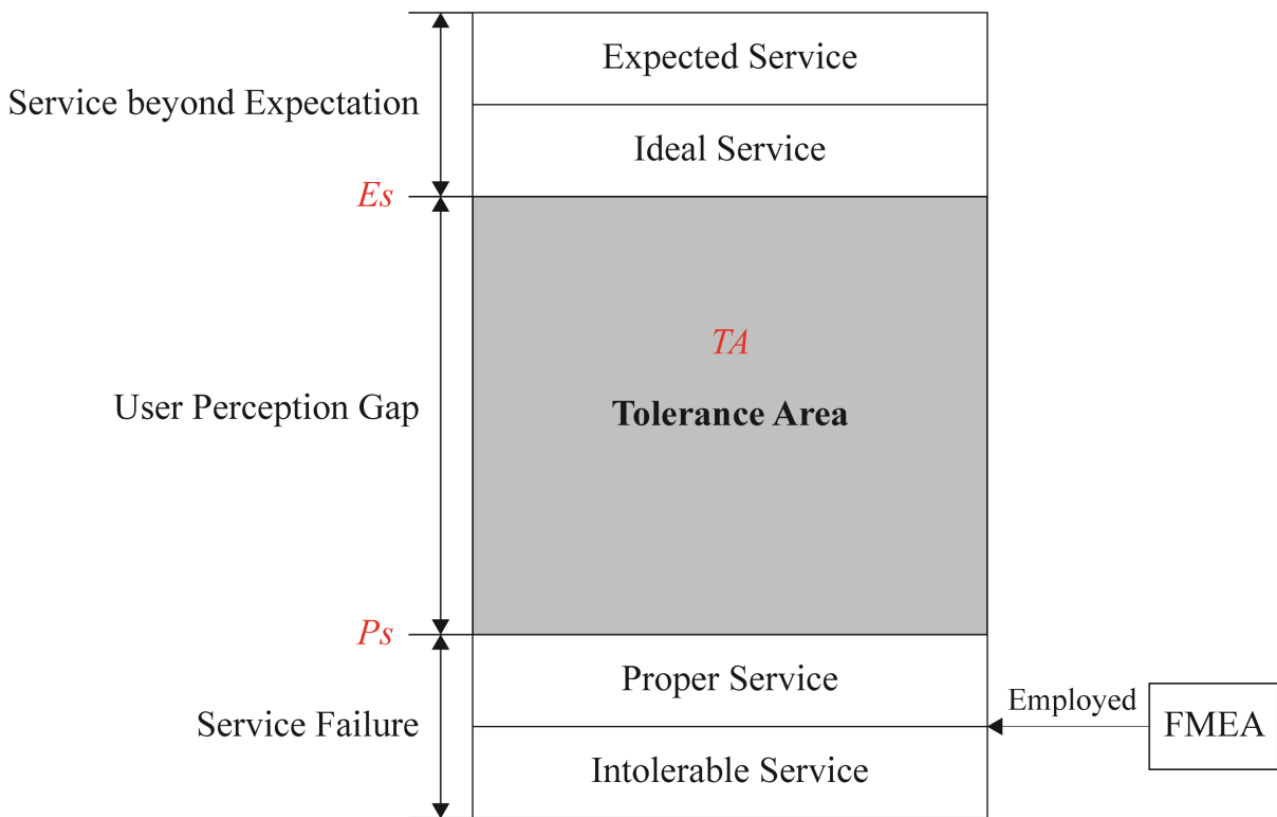 Expected Service
Service beyond Expectation
Ideal Service
Es
TA
User Perception Gap
Tolerance Area
Ps
Proper Service
Employed
Service Failure
FMEA
Intolerable Service